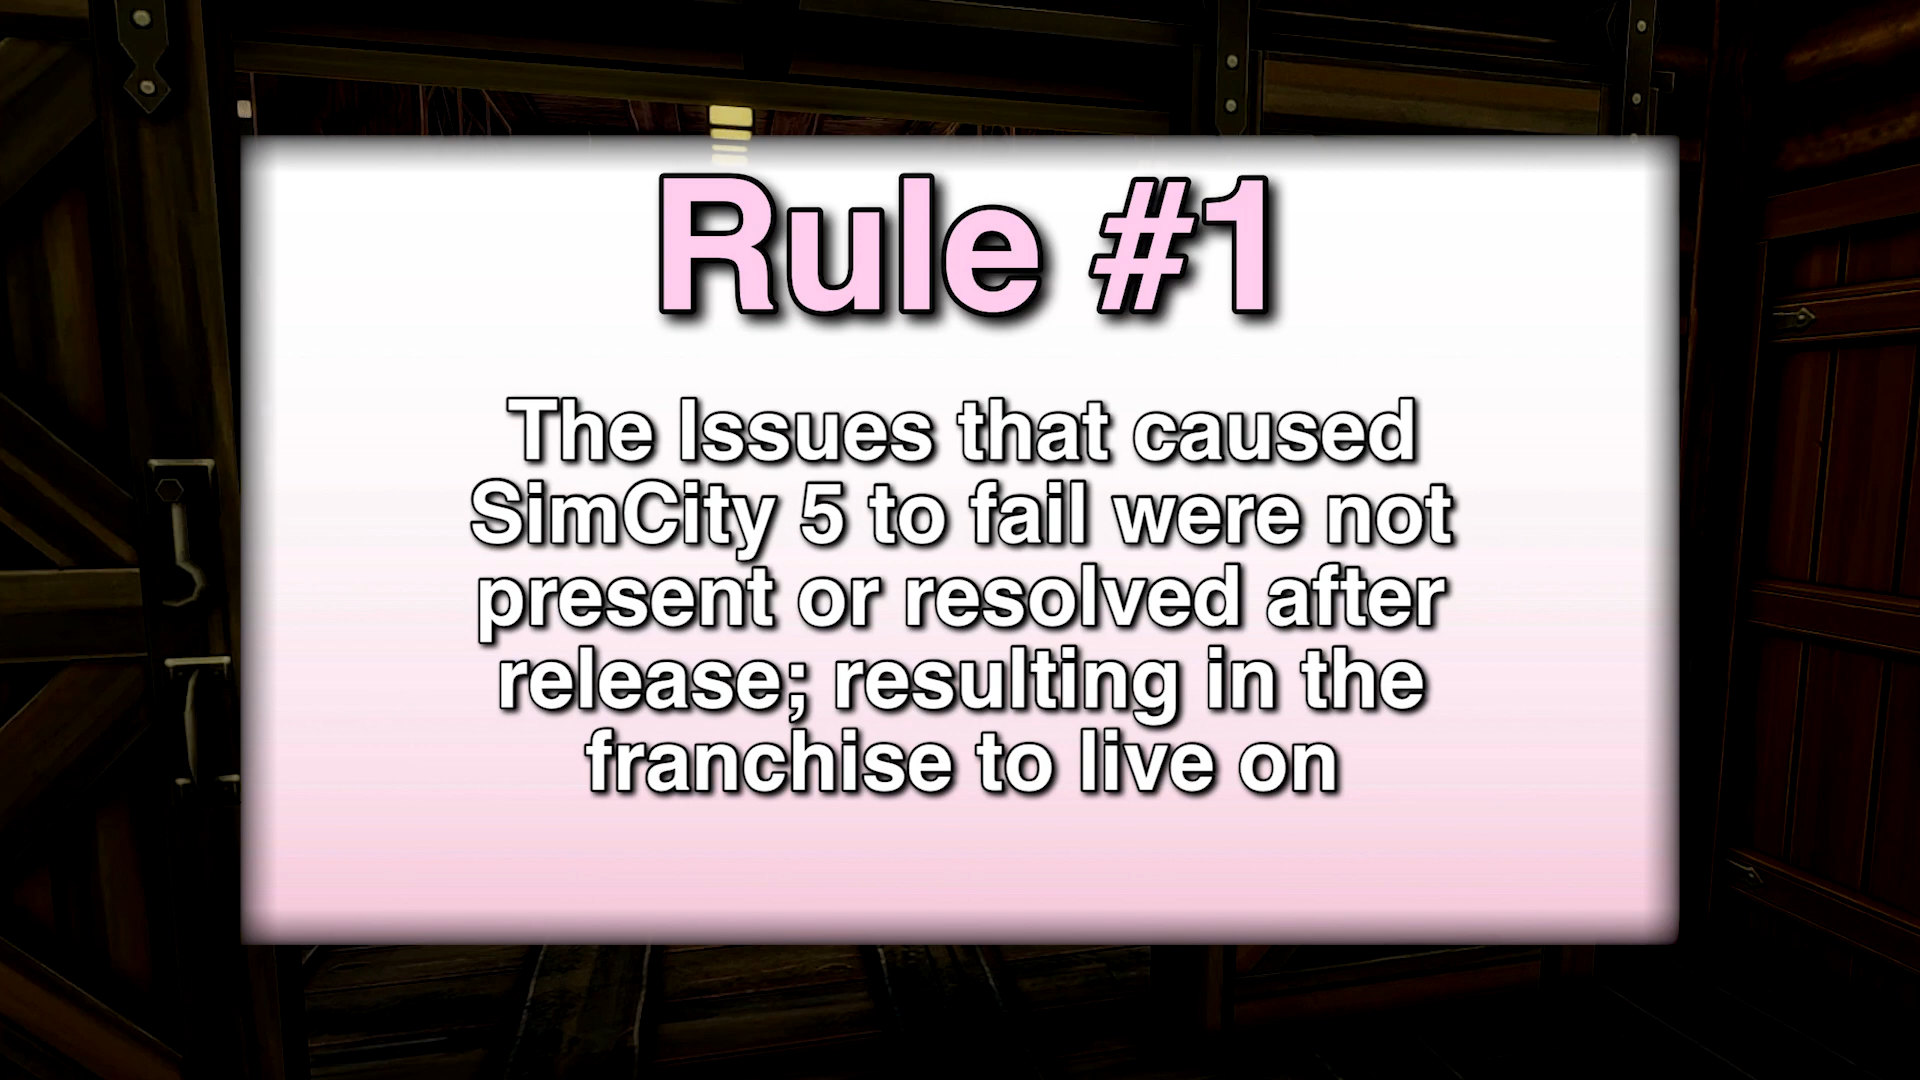 Rule #1
The Issues that caused
SimCity 5 to fail were not
present or resolved after
release; resulting in the
franchise to live on